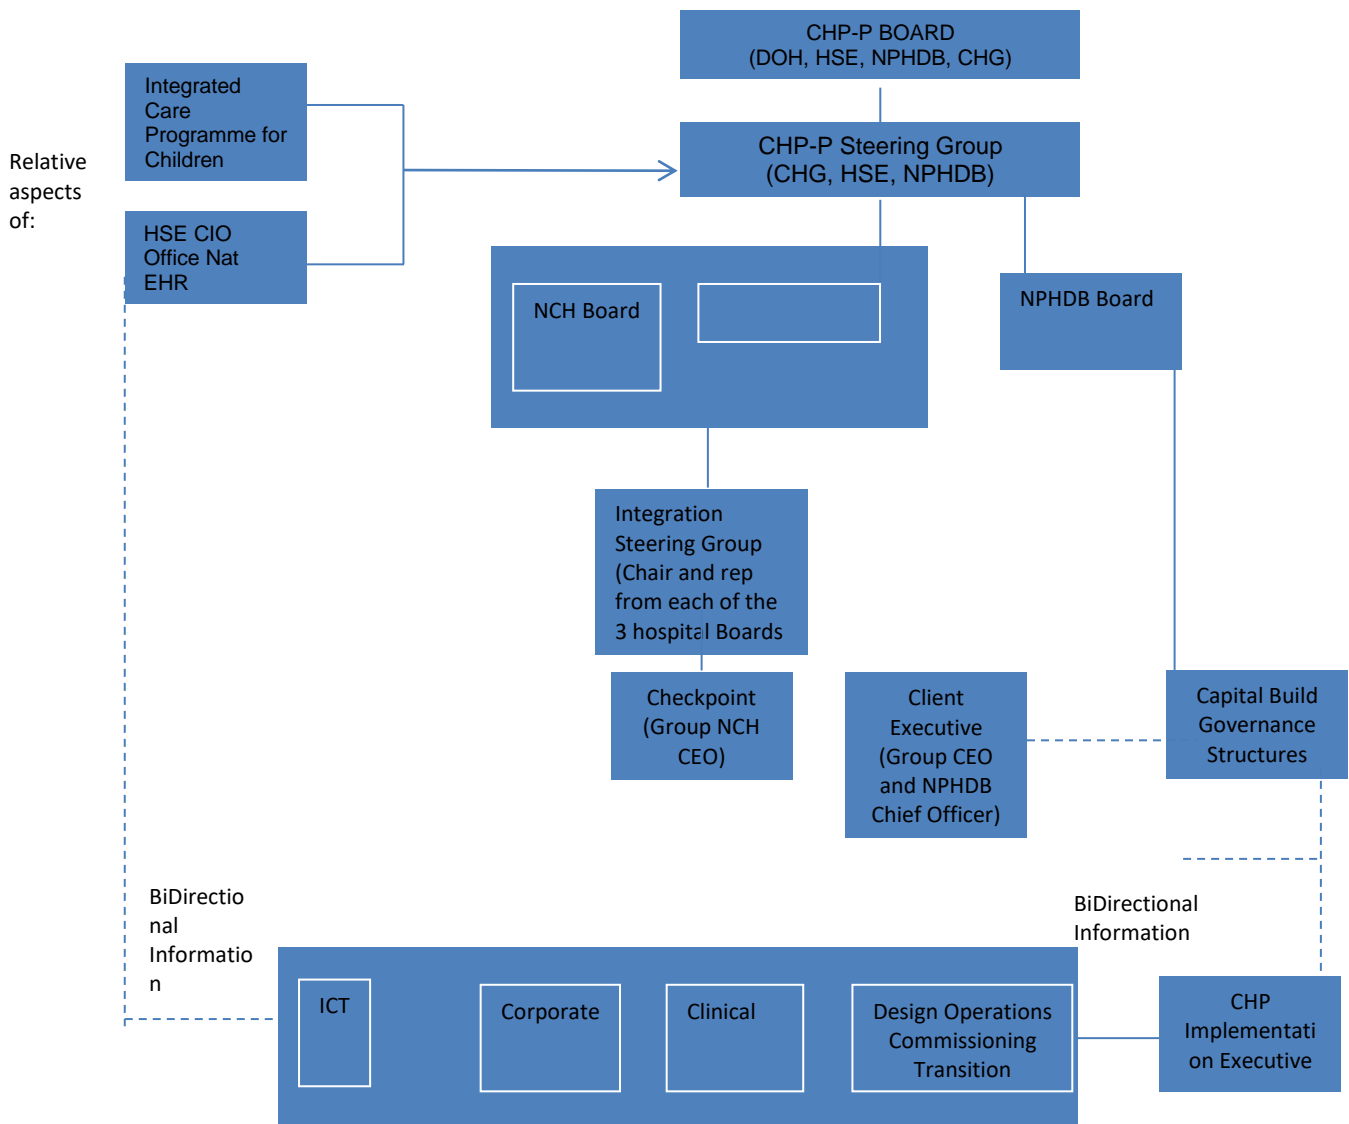 CHP-P BOARD
(DOH, HSE, NPHDB, CHG)
Integrated
Care
Programme for
Children
CHP-P Steering Group
(CHG, HSE, NPHDB)
Relative
aspects
of:
HSE CIO
Office Nat
EHR
NCH Board
NPHDB Board
Integration
Steering Group
(Chair and rep
from each of the
3 hospital Boards
Checkpoint
(Group NCH
CEO)
Client
Executive
(Group CEO
and NPHDB
Chief Officer)
Capital Build
Governance
Structures
BiDirectio
nal
Informatio
n
BiDirectional
Information
ICT
Corporate
Clinical
Design Operations
Commissioning
Transition
CHP
Implementati
on Executive